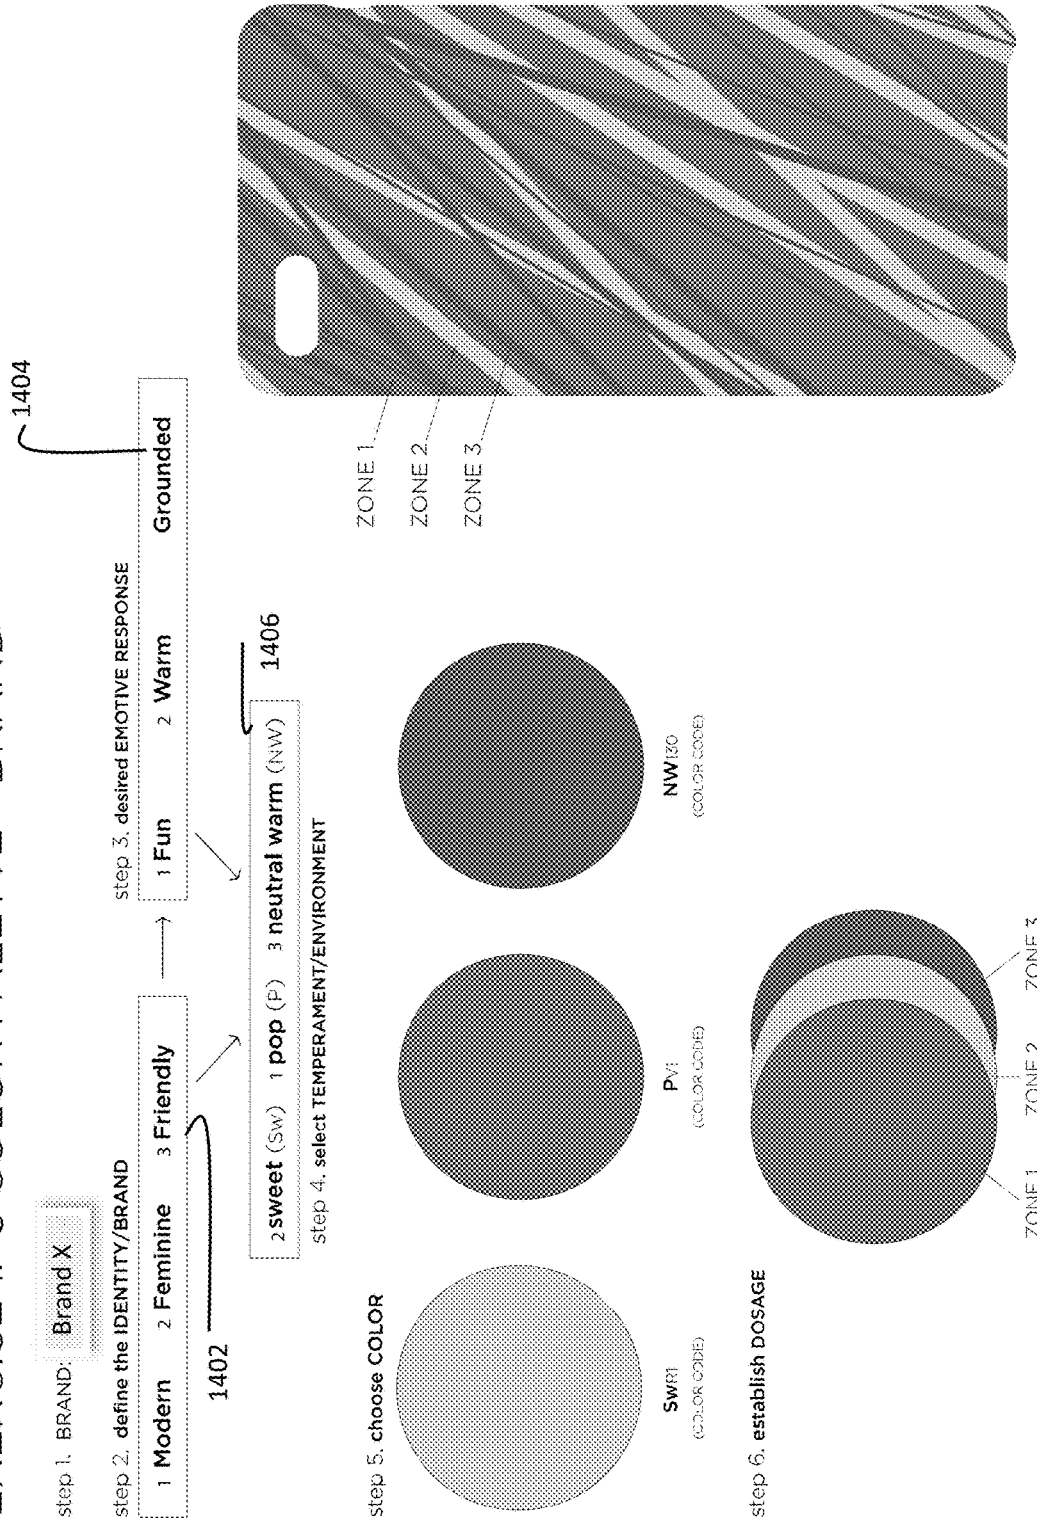 step 1. BRAND: Brand X
step 2. define the IDENTITY/BRAND
1 Modern 2 Feminine 3 Friendly
1402
step 3. desired EMOTIVE RESPONSE
1 Fun 2 Warm Grounded
1404
2 sweet (SW) 1 pop (P) 3 neutral warm (NW)
1406
step 4. select TEMPERAMENT/ENVIRONMENT
step 5. choose COLOR
SWR1
(COLOR CODE)
PV1
(COLOR CODE)
NW130
(COLOR CODE)
ZONE 1
ZONE 2
ZONE 3
step 6. establish DOSAGE
ZONE 1
ZONE 2
ZONE 3